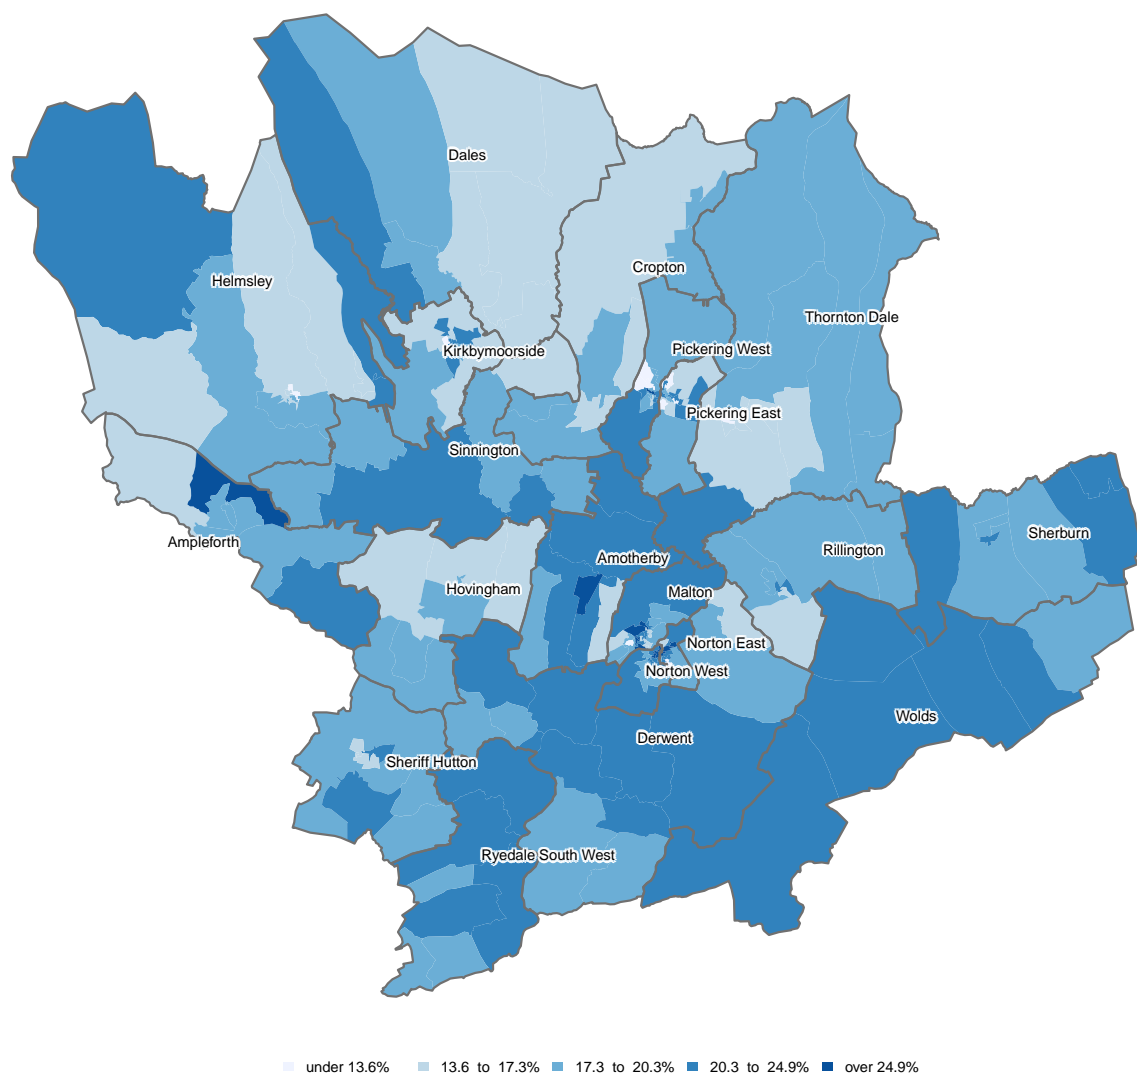 Dales
Cropton
Helmsley
Thornton Dale
Pickering West
Kirkbymoorside
Pickering East
Sinnington
Sherburn
Ampleforth
Rillington
Amotherby
Hovingham
Malton
Norton East
Norton West
Wolds
Derwent
Sheriff Hutton
Ryedale South West
under 13.6% 13.6 to 17.3% 17.3 to 20.3% 20.3 to 24.9% over 24.9%